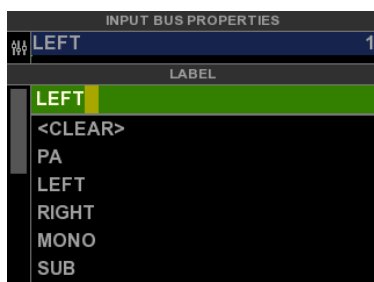 INPUT BUS PROPERTIES
LEFT 1
LABEL
LEFT
<CLEAR>
PA
LEFT
RIGHT
MONO
SUB